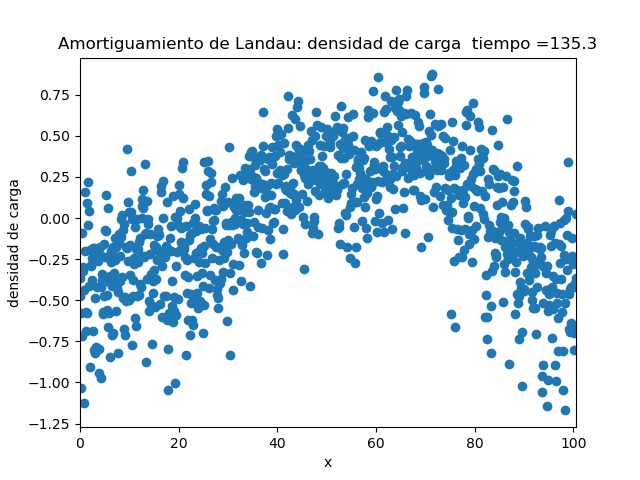 Amortiguamiento de Landau: densidad de carga  tiempo =135.3
densidad de carga
0.75
0.50
0.25
0.00
−0.25
−0.50
−0.75
−1.00
−1.25
0 20 40 60 80 100
x